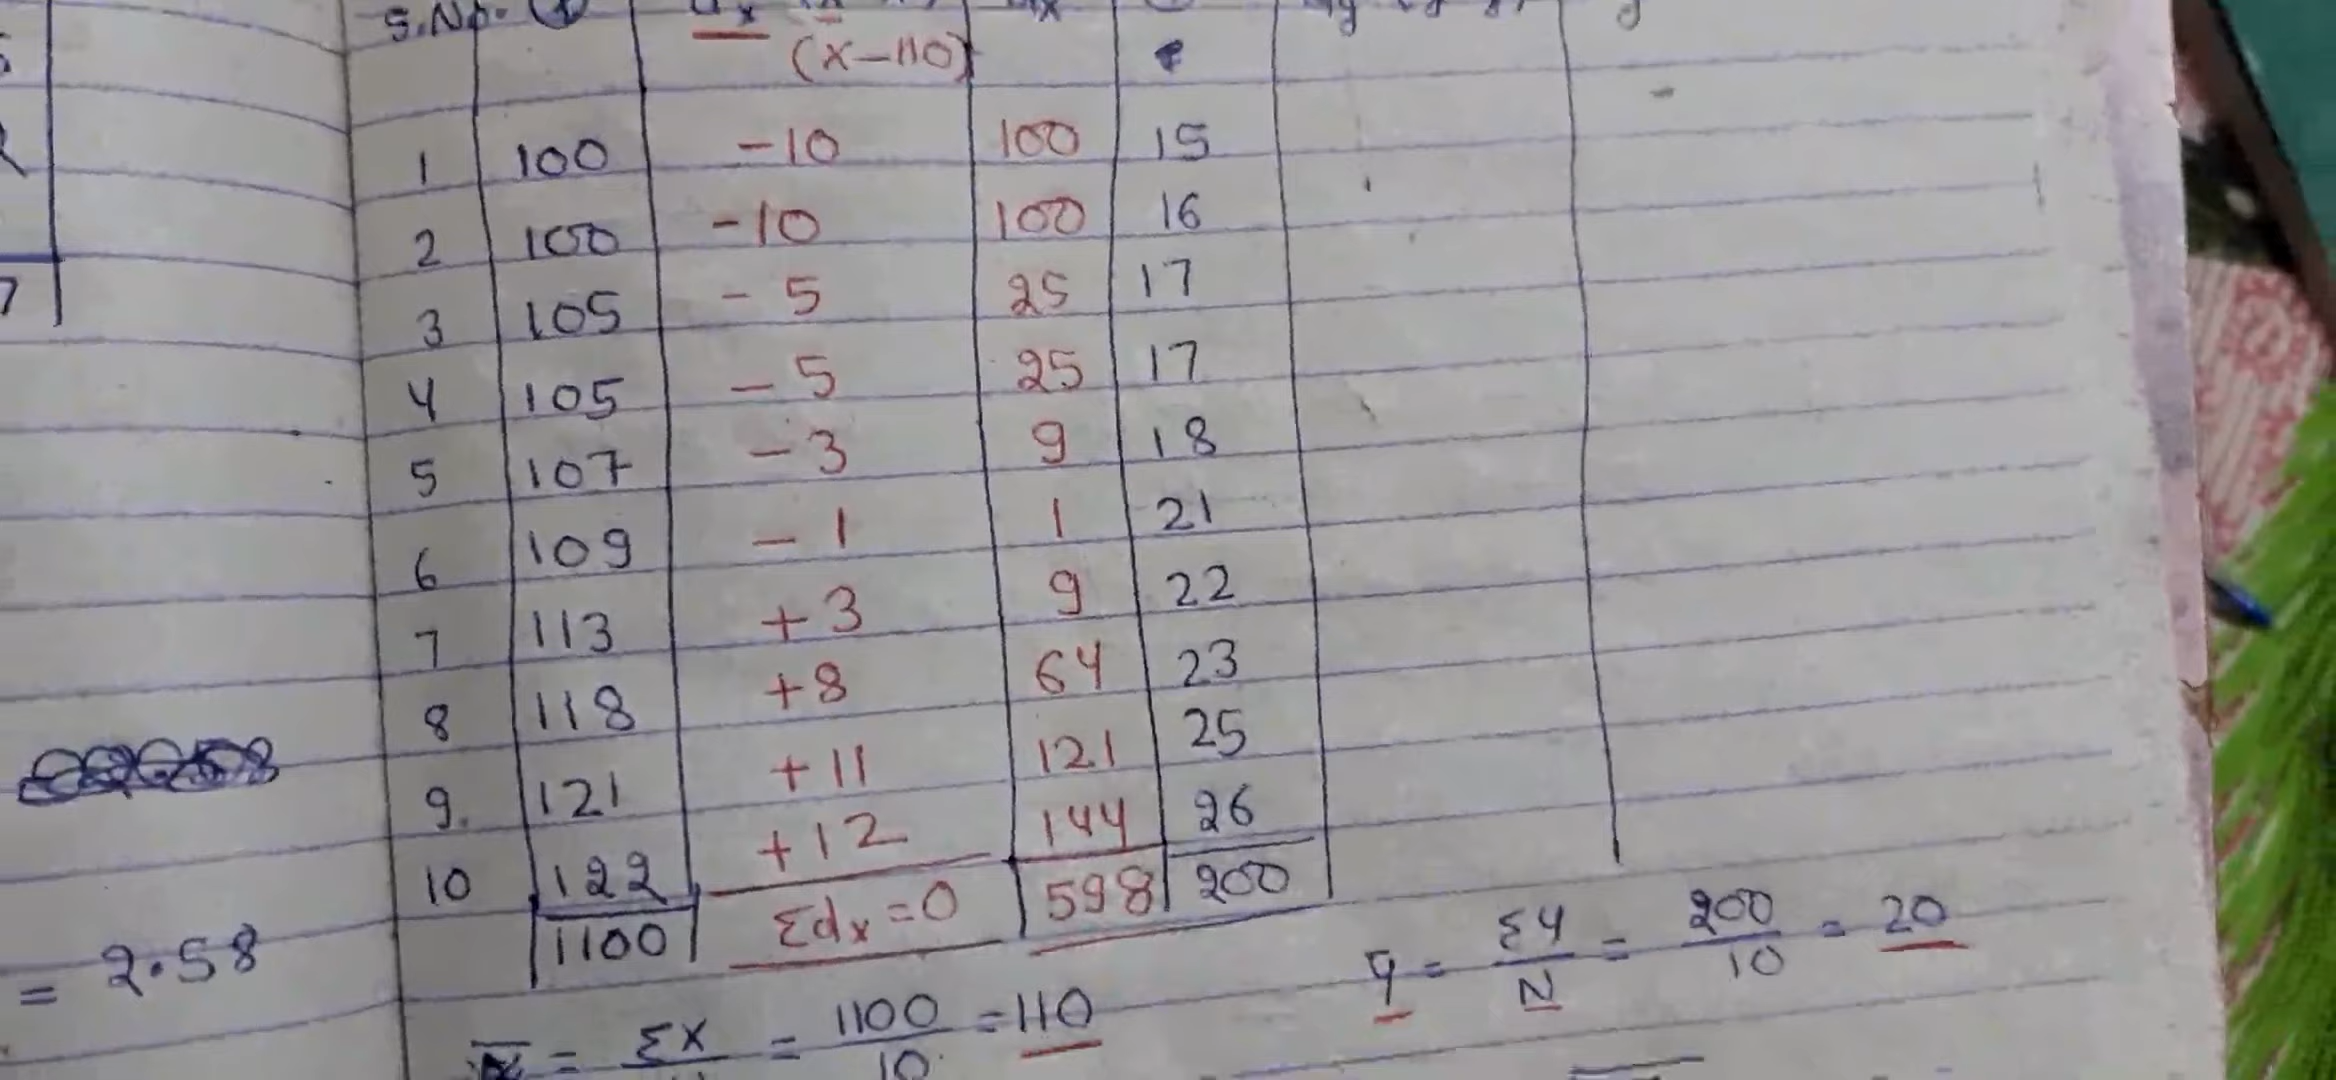 S.No.
(x-110)
1 100 -10 100 15
2 100 -10 100 16
3 105 -5 25 17
4 105 -5 25 17
5 107 -3 9 18
6 109 -1 1 21
7 113 +3 9 22
8 118 +8 64 23
9. 121 +11 121 25
10 122 +12 144 26
1100 Σdx=0 598 200
= 2.58
ȳ = ΣY/N = 200/10 = 20
= ΣX = 1100/10 = 110